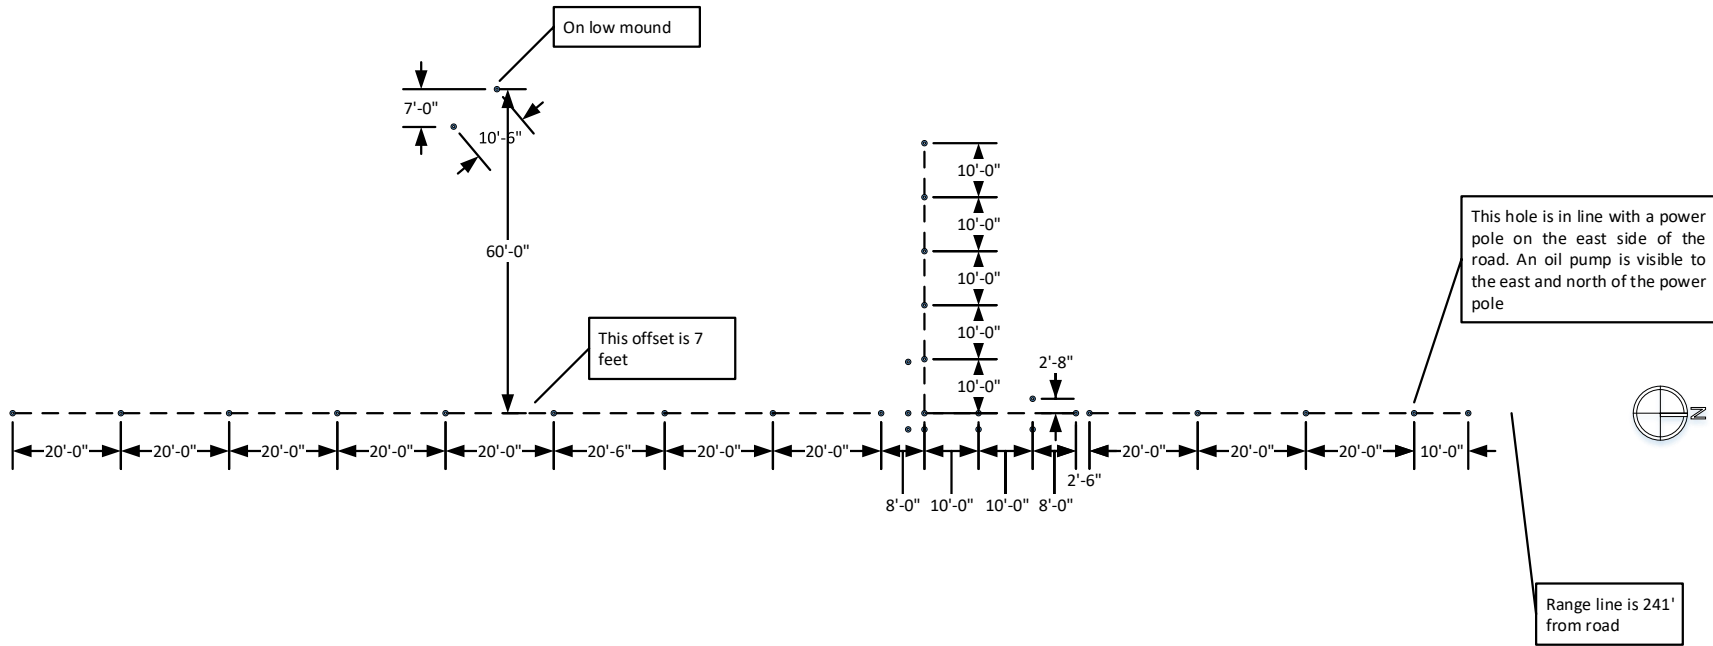 On low mound
7'-0"
10'-6"
60'-0"
This offset is 7
feet
10'-0"
10'-0"
10'-0"
10'-0"
10'-0"
2'-8"
This hole is in line with a power
pole on the east side of the
road. An oil pump is visible to
the east and north of the power
pole
N
20'-0" 20'-0" 20'-0" 20'-0" 20'-0" 20'-6" 20'-0" 20'-0" 20'-0" 20'-0" 20'-0" 10'-0"
2'-6"
8'-0" 10'-0" 10'-0" 8'-0"
Range line is 241'
from road